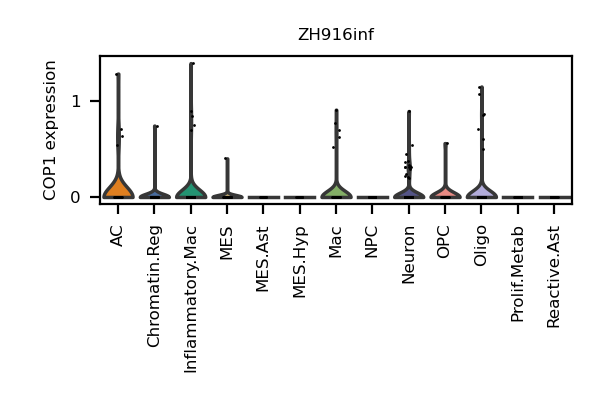 ZH916inf
COP1 expression
1
0
AC
Chromatin.Reg
Inflammatory.Mac
MES
MES.Ast
MES.Hyp
Mac
NPC
Neuron
OPC
Oligo
Prolif.Metab
Reactive.Ast